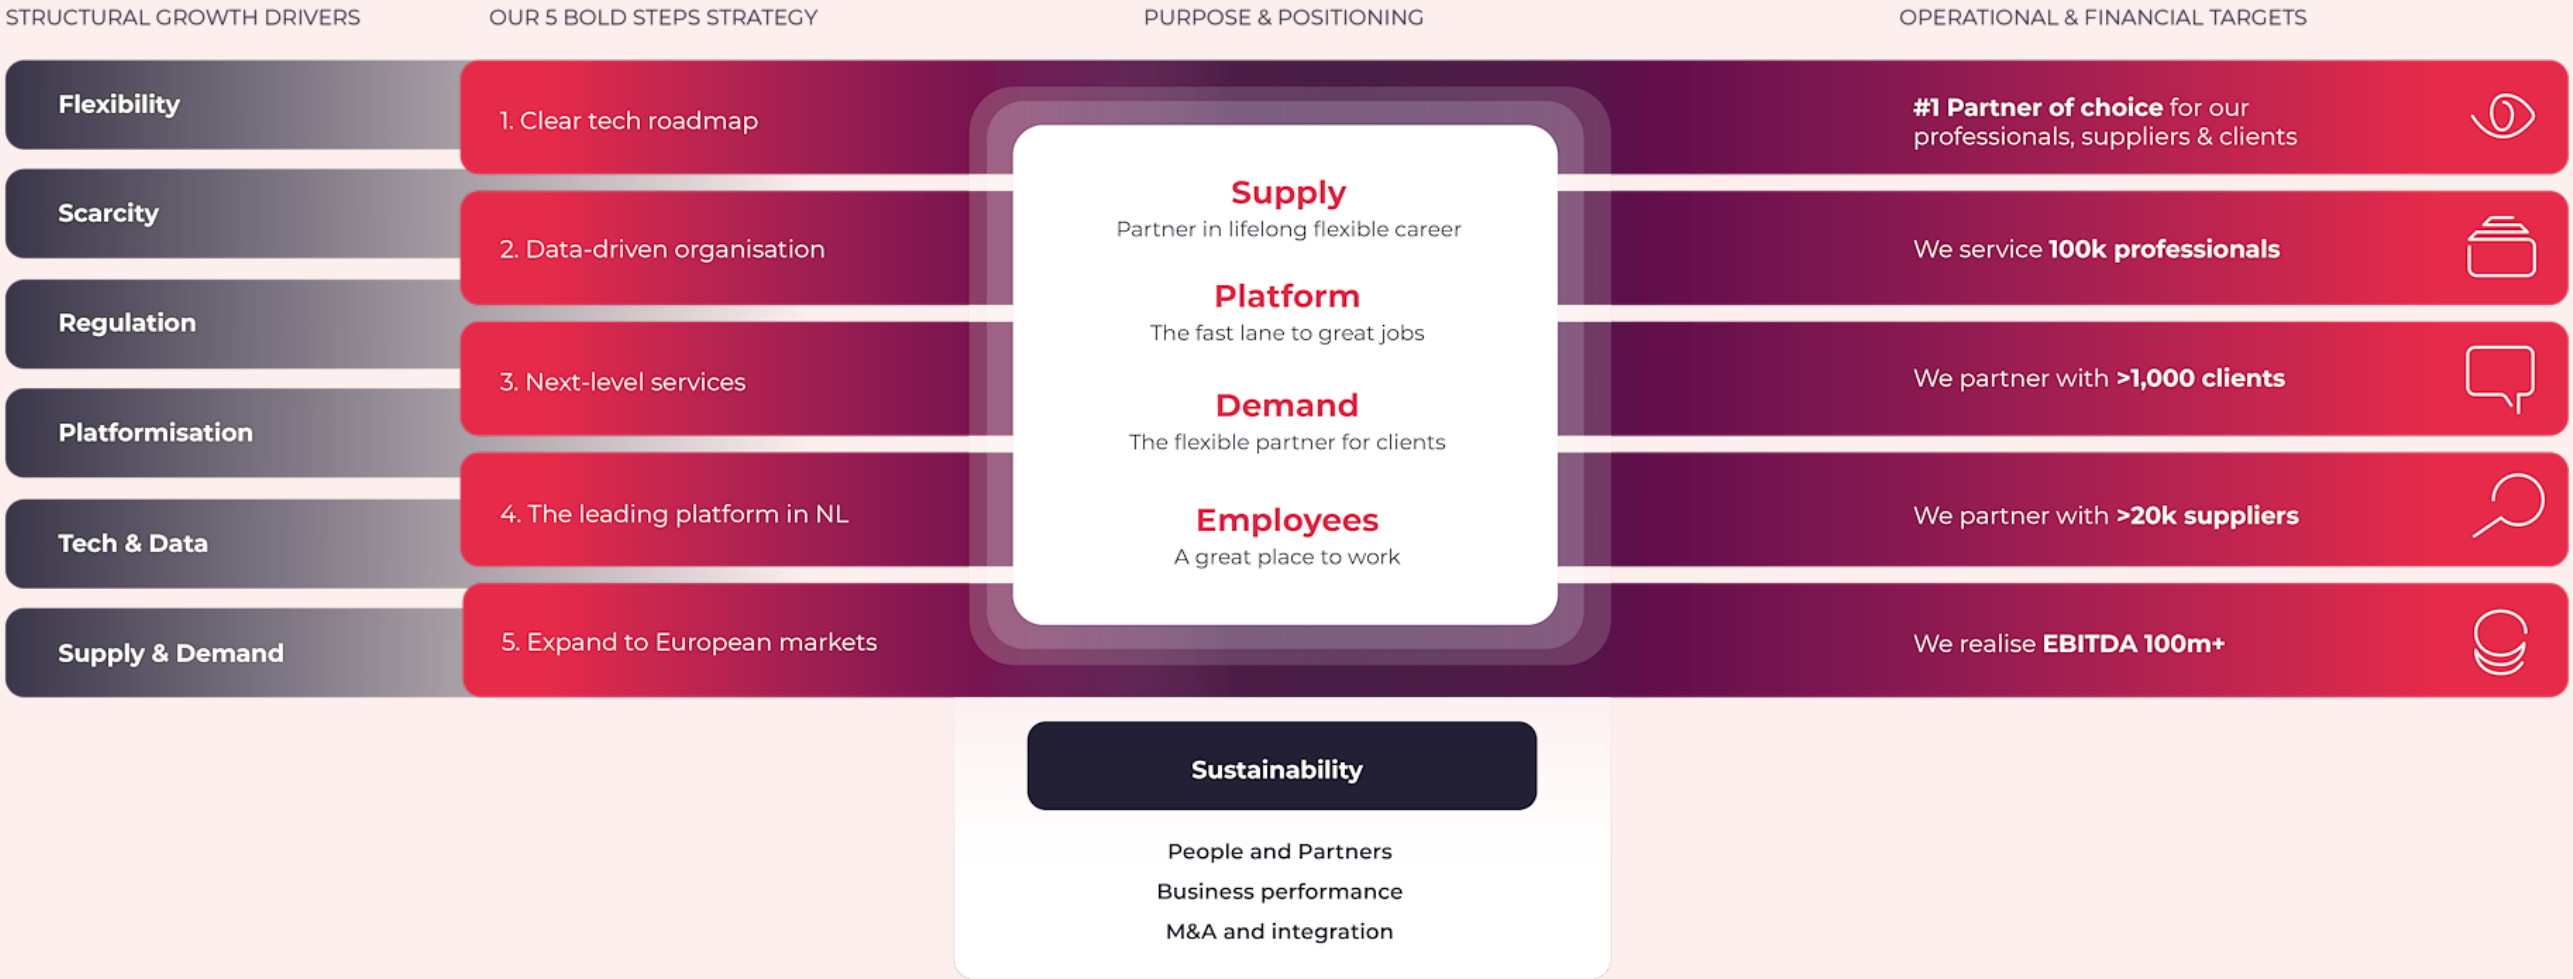 STRUCTURAL GROWTH DRIVERS
Flexibility
Scarcity
Regulation
Platformisation
Tech & Data
Supply & Demand
OUR 5 BOLD STEPS STRATEGY
1. Clear tech roadmap
2. Data-driven organisation
3. Next-level services
4. The leading platform in NL
5. Expand to European markets
PURPOSE & POSITIONING
Supply
Partner in lifelong flexible career
Platform
The fast lane to great jobs
Demand
The flexible partner for clients
Employees
A great place to work
Sustainability
People and Partners
Business performance
M&A and integration
OPERATIONAL & FINANCIAL TARGETS
#1 Partner of choice for our
professionals, suppliers & clients
We service 100k professionals
We partner with >1,000 clients
We partner with >20k suppliers
We realise EBITDA 100m+